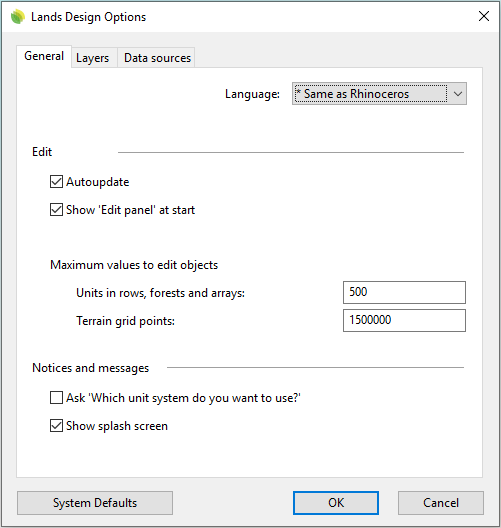 Lands Design Options
General Layers Data sources
Language: * Same as Rhinoceros
Edit
Autoupdate
Show 'Edit panel' at start
Maximum values to edit objects
Units in rows, forests and arrays: 500
Terrain grid points: 1500000
Notices and messages
Ask 'Which unit system do you want to use?'
Show splash screen
System Defaults OK Cancel